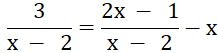 3/(x - 2) = (2x - 1)/(x - 2) - x